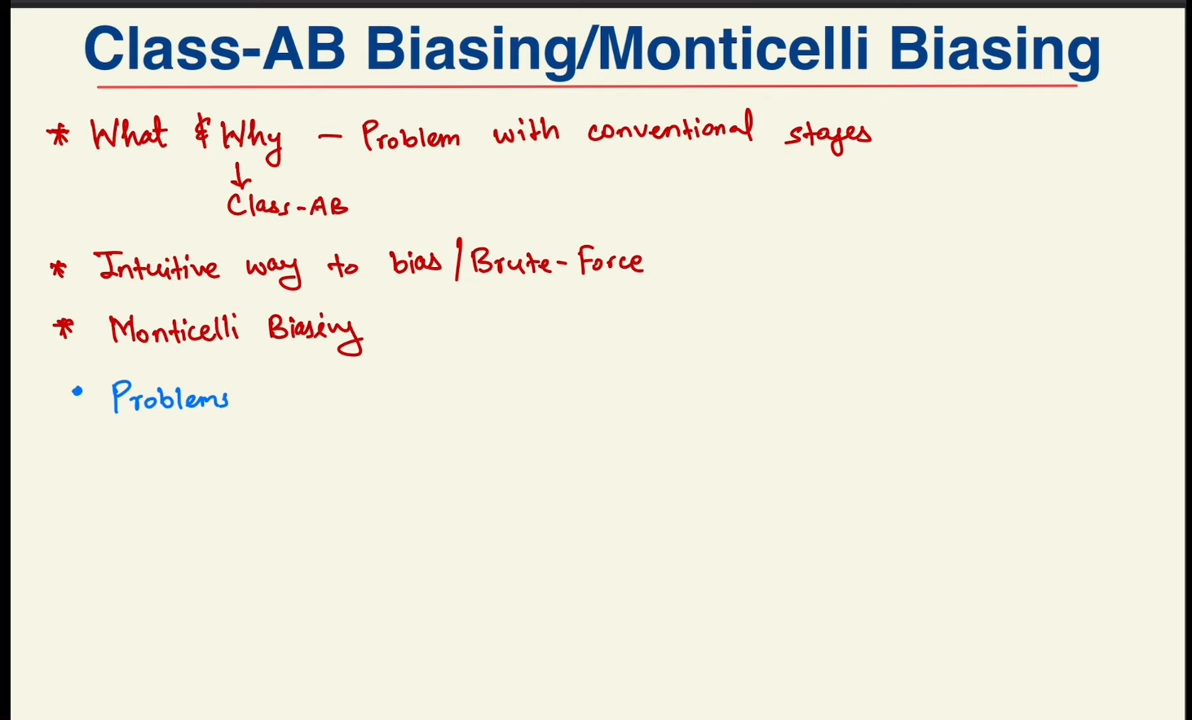 Class-AB Biasing/Monticelli Biasing
* What & Why - Problem with conventional stages
↓
Class-AB
* Intuitive way to bias/Brute-Force
* Monticelli Biasing
• Problems